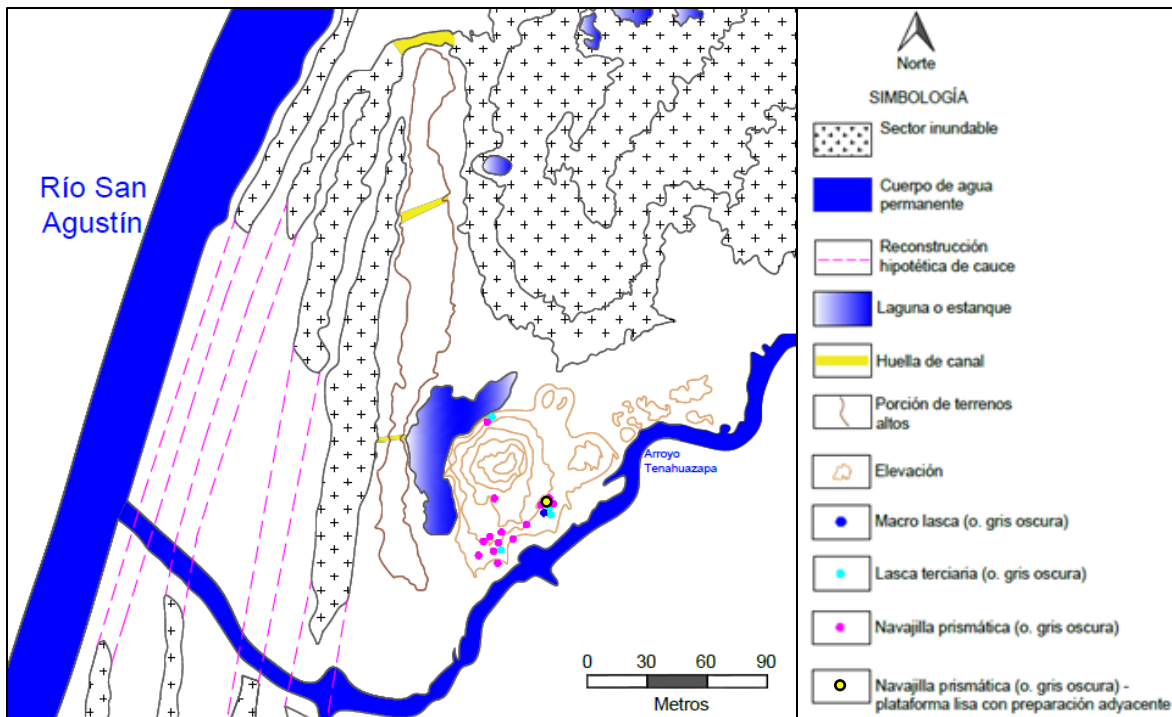 Río San
Agustín
Arroyo
Tenahuazapa
0 30 60 90
Metros
Norte
SIMBOLOGÍA
Sector inundable
Cuerpo de agua
permanente
Reconstrucción
hipotética de cauce
Laguna o estanque
Huella de canal
Porción de terrenos
altos
Elevación
Macro lasca (o. gris oscura)
Lasca terciaria (o. gris oscura)
Navajilla prismática (o. gris oscura)
Navajilla prismática (o. gris oscura) -
plataforma lisa con preparación adyacente